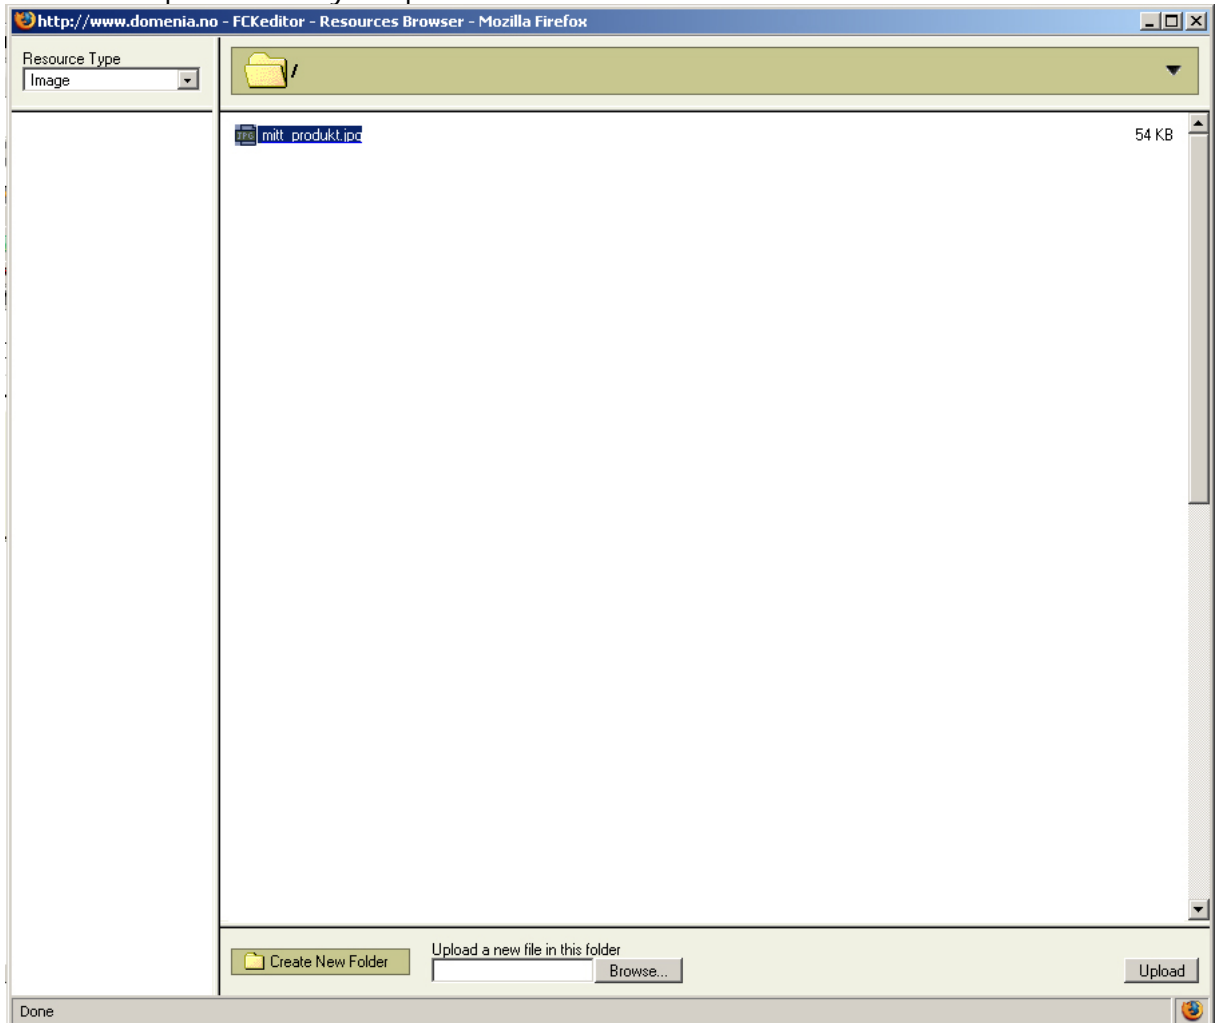 http://www.domenia.no - FCKeditor - Resources Browser - Mozilla Firefox
Resource Type
Image
/
mitt_produkt.jpg 54 KB
Create New Folder
Upload a new file in this folder
Browse...
Upload
Done